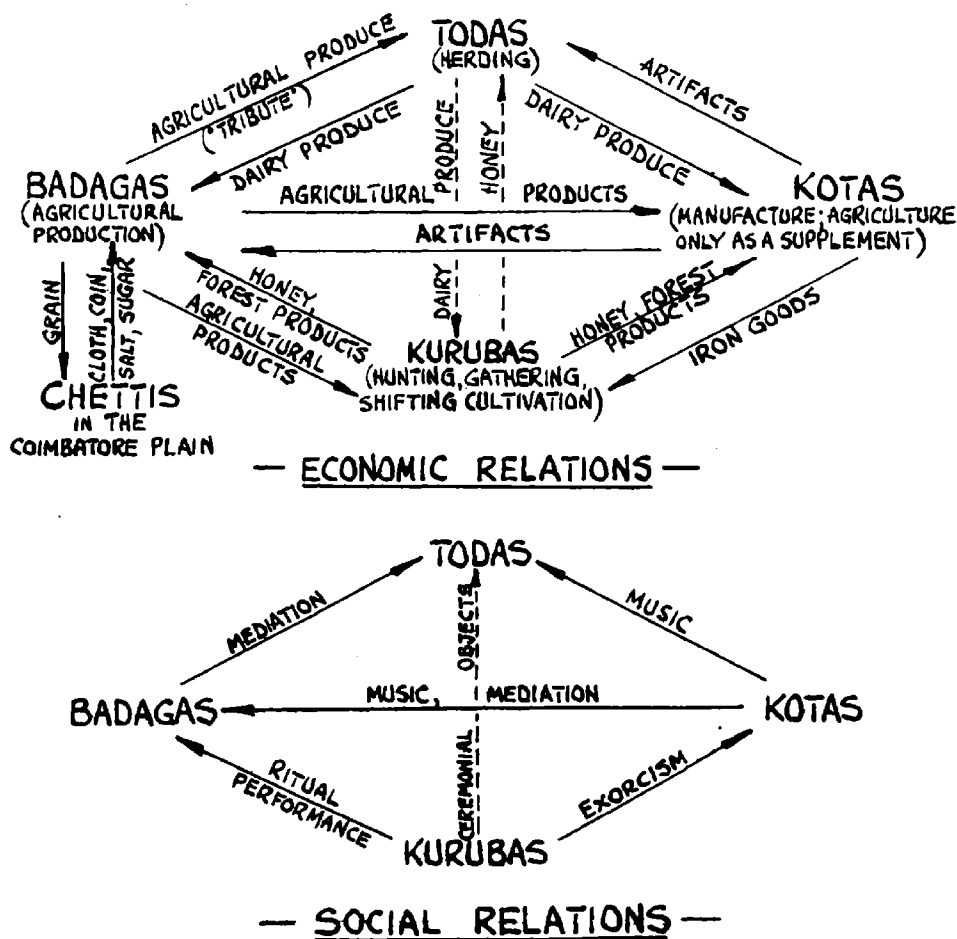 TODAS
(HERDING)
AGRICULTURAL PRODUCE
("TRIBUTE")
DAIRY PRODUCE
DAIRY PRODUCE
HONEY
ARTIFACTS
DAIRY PRODUCE
BADAGAS
(AGRICULTURAL
PRODUCTION)
AGRICULTURAL PRODUCTS
ARTIFACTS
KOTAS
(MANUFACTURE; AGRICULTURE
ONLY AS A SUPPLEMENT)
HONEY,
FOREST PRODUCTS
AGRICULTURAL
PRODUCTS
HONEY, FOREST
PRODUCTS
IRON GOODS
GRAIN
CLOTH, COIN,
SALT, SUGAR
KURUBAS
(HUNTING, GATHERING,
SHIFTING CULTIVATION)
CHETTIS
IN THE
COIMBATORE PLAIN
— ECONOMIC RELATIONS —
TODAS
MEDIATION
CEREMONIAL OBJECTS
MUSIC
BADAGAS
MUSIC, MEDIATION
KOTAS
RITUAL
PERFORMANCE
EXORCISM
KURUBAS
— SOCIAL RELATIONS —